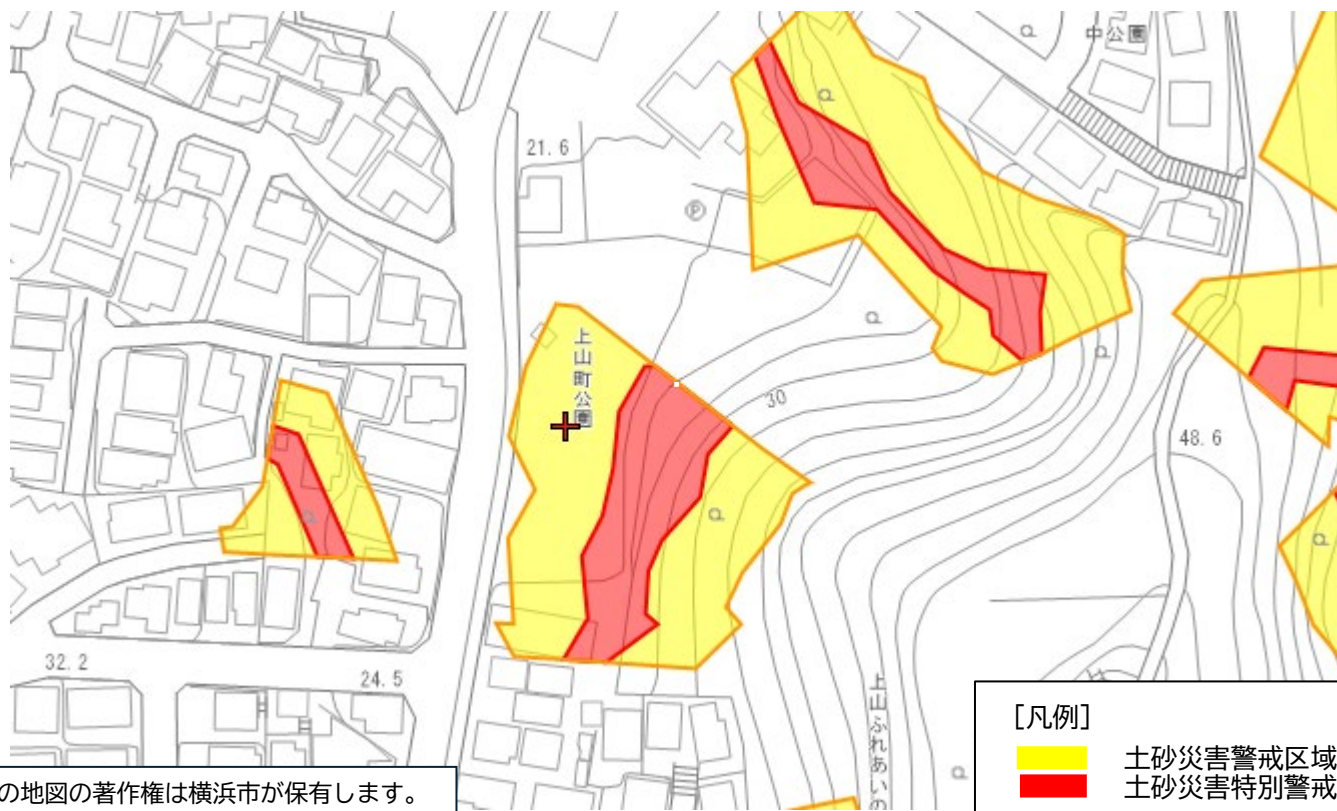 中公園
21.6
上山町公園
30
48.6
32.2
24.5
上山ふれあいの
[凡例]
土砂災害警戒区域
土砂災害特別警戒
の地図の著作権は横浜市が保有します。
P